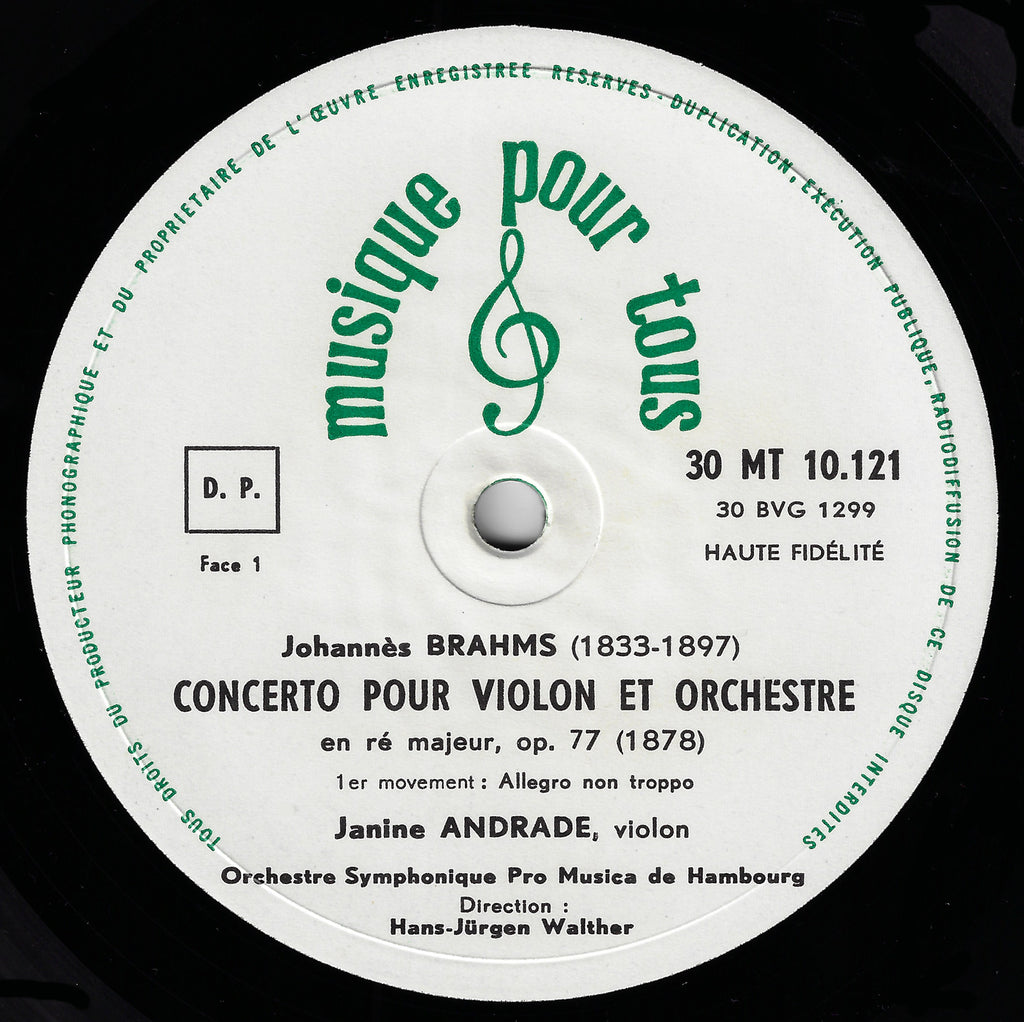 TOUS DROITS DU PRODUCTEUR PHONOGRAPHIQUE ET DU PROPRIETAIRE DE L'ŒUVRE ENREGISTREE RESERVES - DUPLICATION, EXECUTION PUBLIQUE, RADIODIFFUSION DE CE DISQUE INTERDITES
musique pour tous
D. P.
Face 1
30 MT 10.121
30 BVG 1299
HAUTE FIDÉLITÉ
Johannès BRAHMS (1833-1897)
CONCERTO POUR VIOLON ET ORCHESTRE
en ré majeur, op. 77 (1878)
1er movement : Allegro non troppo
Janine ANDRADE, violon
Orchestre Symphonique Pro Musica de Hambourg
Direction :
Hans-Jürgen Walther